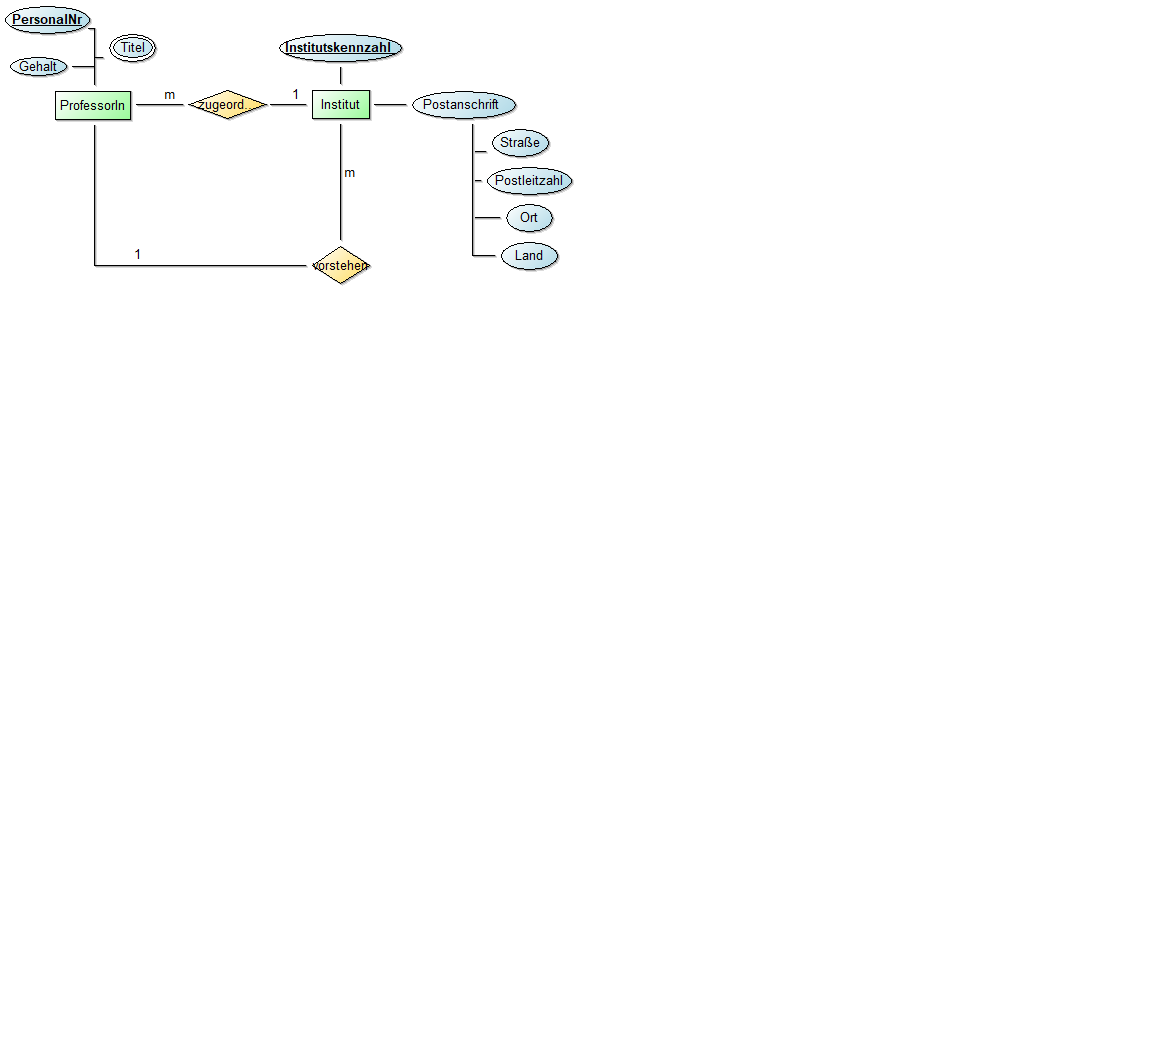 PersonalNr
Titel
Gehalt
Institutskennzahl
ProfessorIn
m
zugeord...
1
Institut
Postanschrift
Straße
m
Postleitzahl
Ort
1
Land
vorstehen